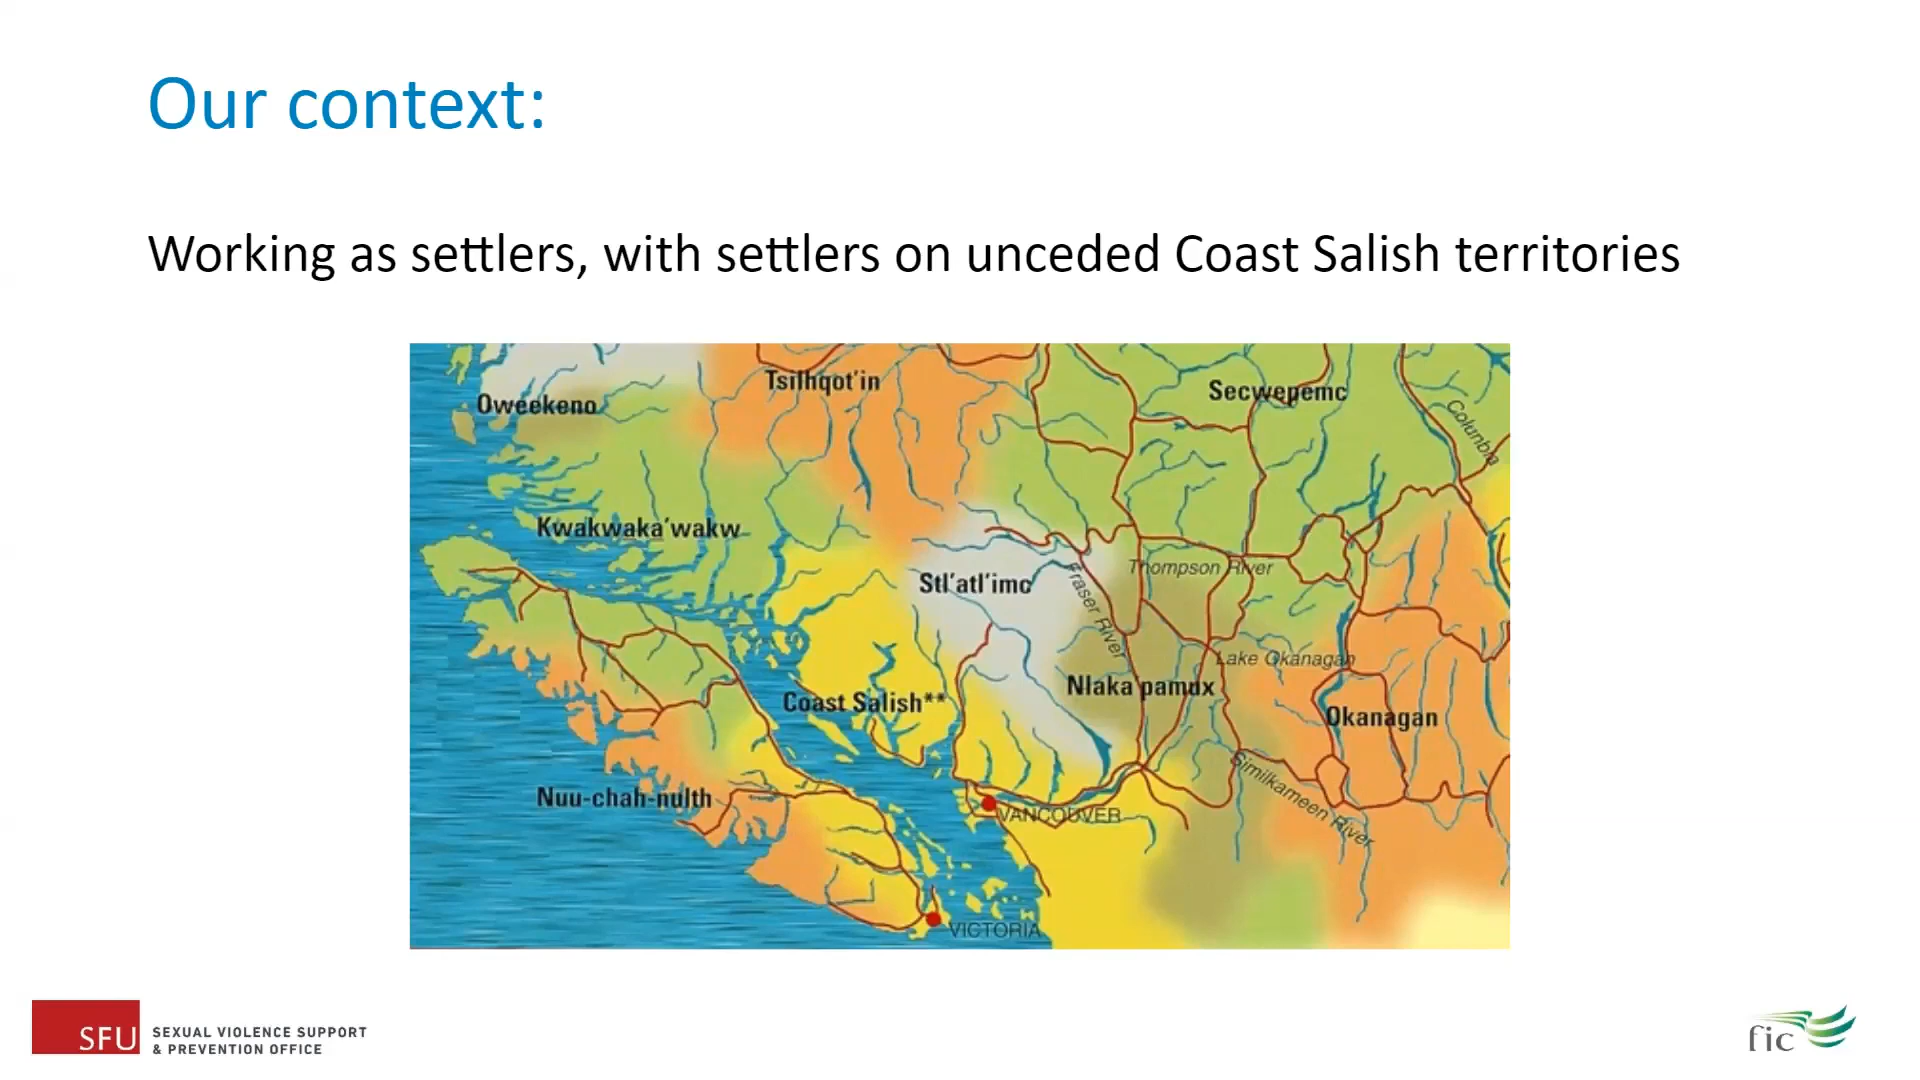 Our context:
Working as settlers, with settlers on unceded Coast Salish territories
Tsilhqot'in
Secwepemc
Oweekeno
Columbia
Kwakwaka'wakw
Thompson River
Stl'atl'imc
Fraser River
Lake Okanagan
Nlaka pamux
Coast Salish**
Okanagan
Similkameen River
Nuu-chah-nulth
VANCOUVER
VICTORIA
SFU
SEXUAL VIOLENCE SUPPORT
& PREVENTION OFFICE
fic